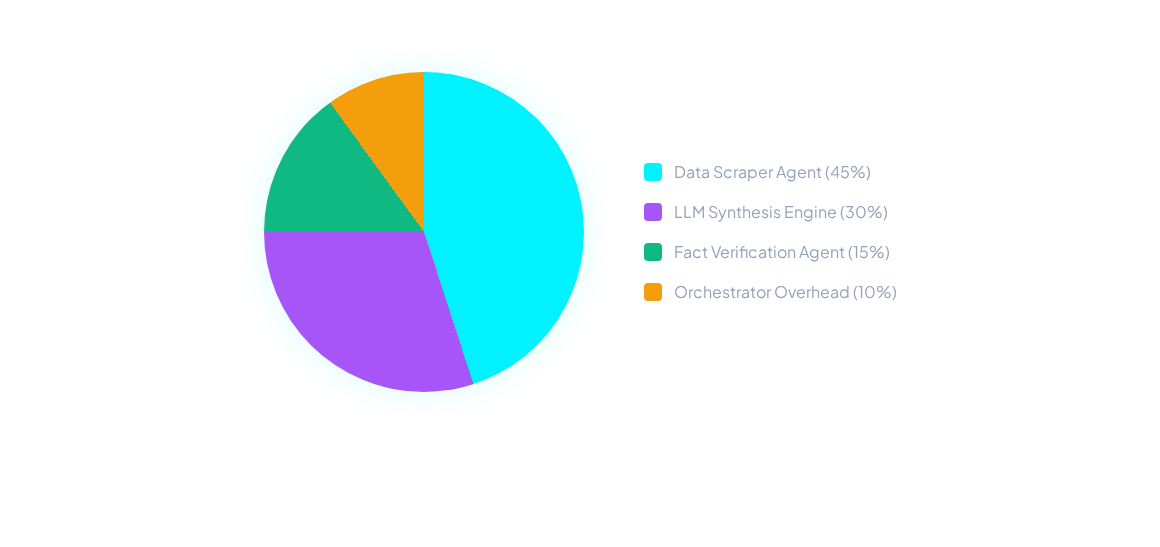 Data Scraper Agent (45%)
LLM Synthesis Engine (30%)
Fact Verification Agent (15%)
Orchestrator Overhead (10%)